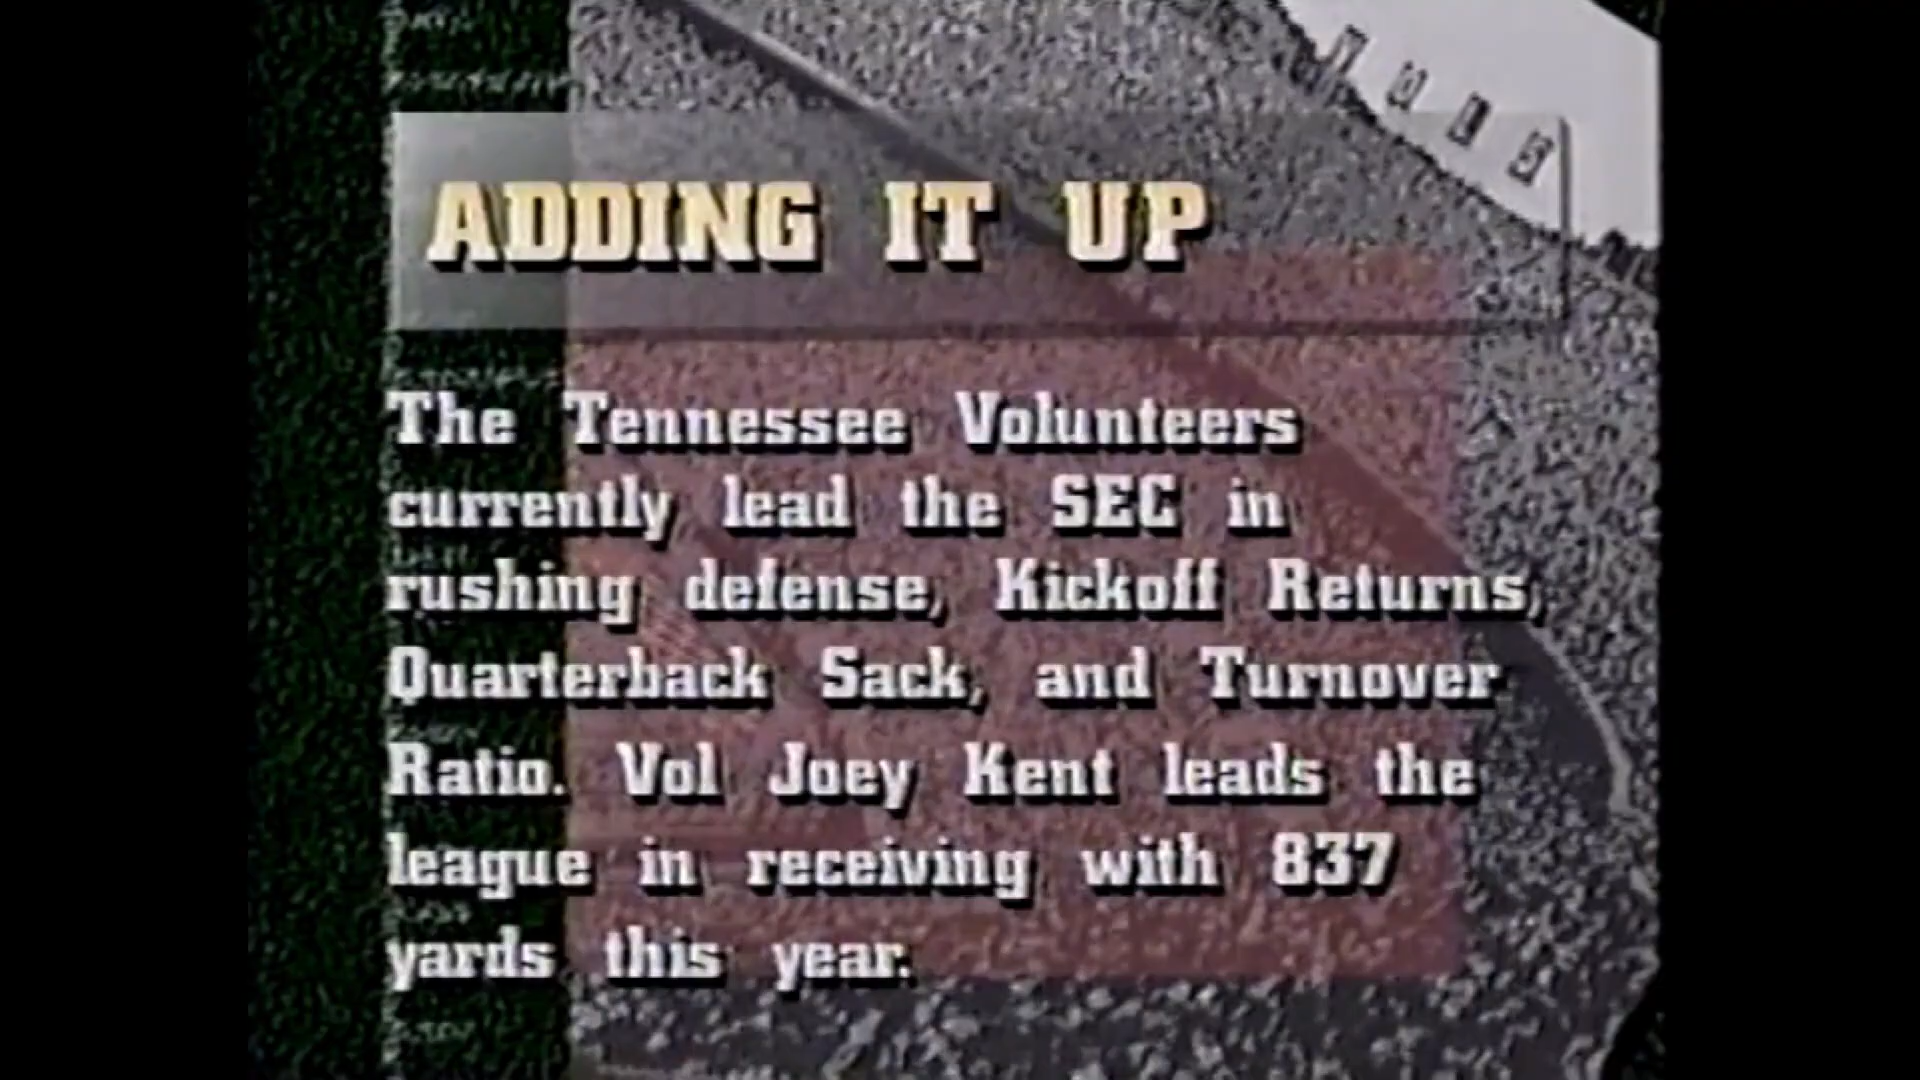 ADDING IT UP
The Tennessee Volunteers
currently lead the SEC in
rushing defense, Kickoff Returns,
Quarterback Sack, and Turnover
Ratio. Vol Joey Kent leads the
league in receiving with 837
yards this year.